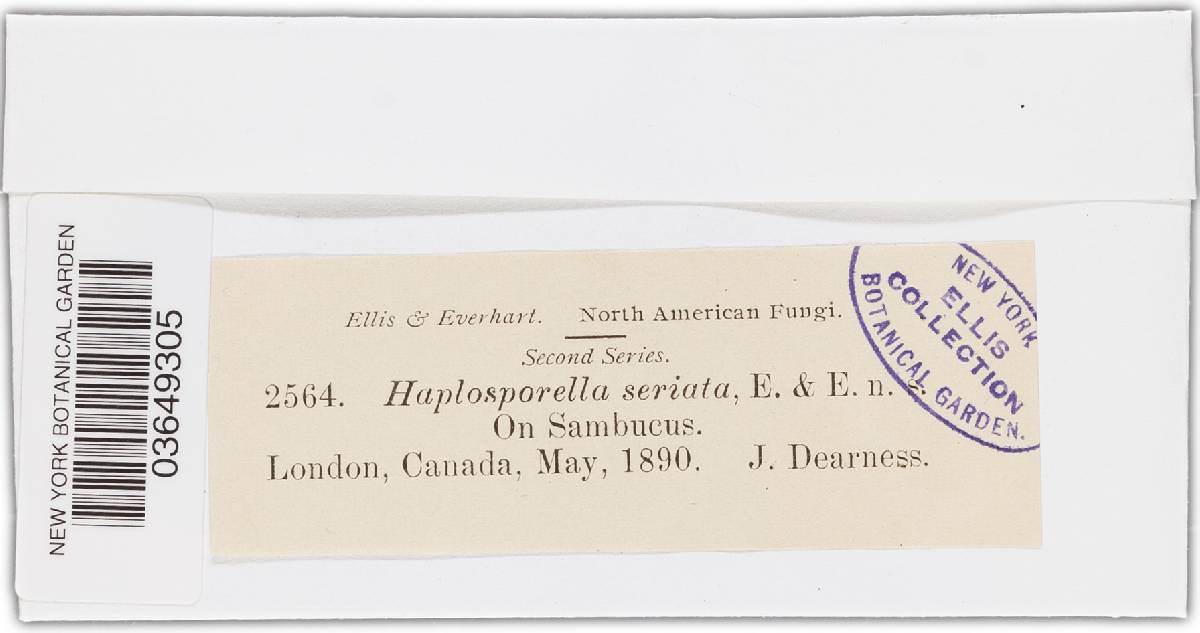 NEW YORK BOTANICAL GARDEN
03649305
Ellis & Everhart. North American Fungi.
Second Series.
2564. Haplosporella seriata, E. & E. n.
On Sambucus.
London, Canada, May, 1890. J. Dearness.
NEW YORK
ELLIS
COLLECTION
BOTANICAL GARDEN.